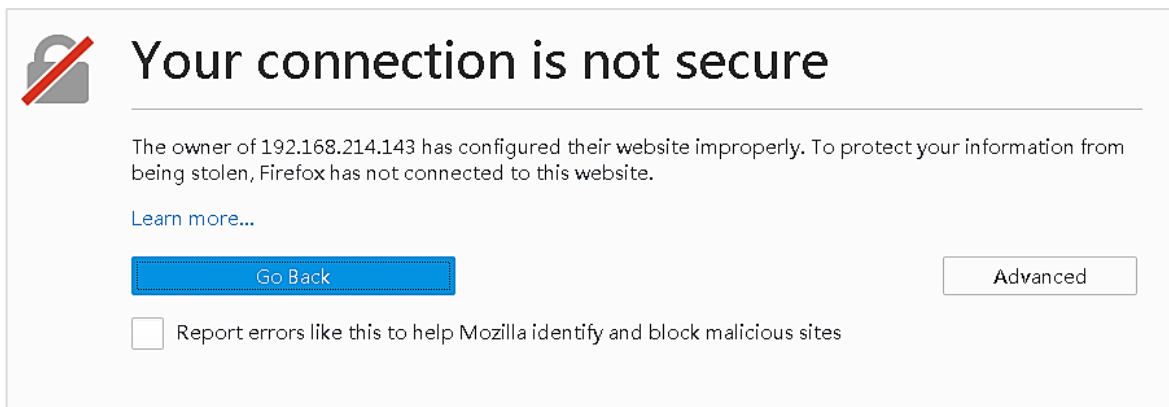 Your connection is not secure
The owner of 192.168.214.143 has configured their website improperly. To protect your information from
being stolen, Firefox has not connected to this website.
Learn more...
Go Back
Advanced
Report errors like this to help Mozilla identify and block malicious sites